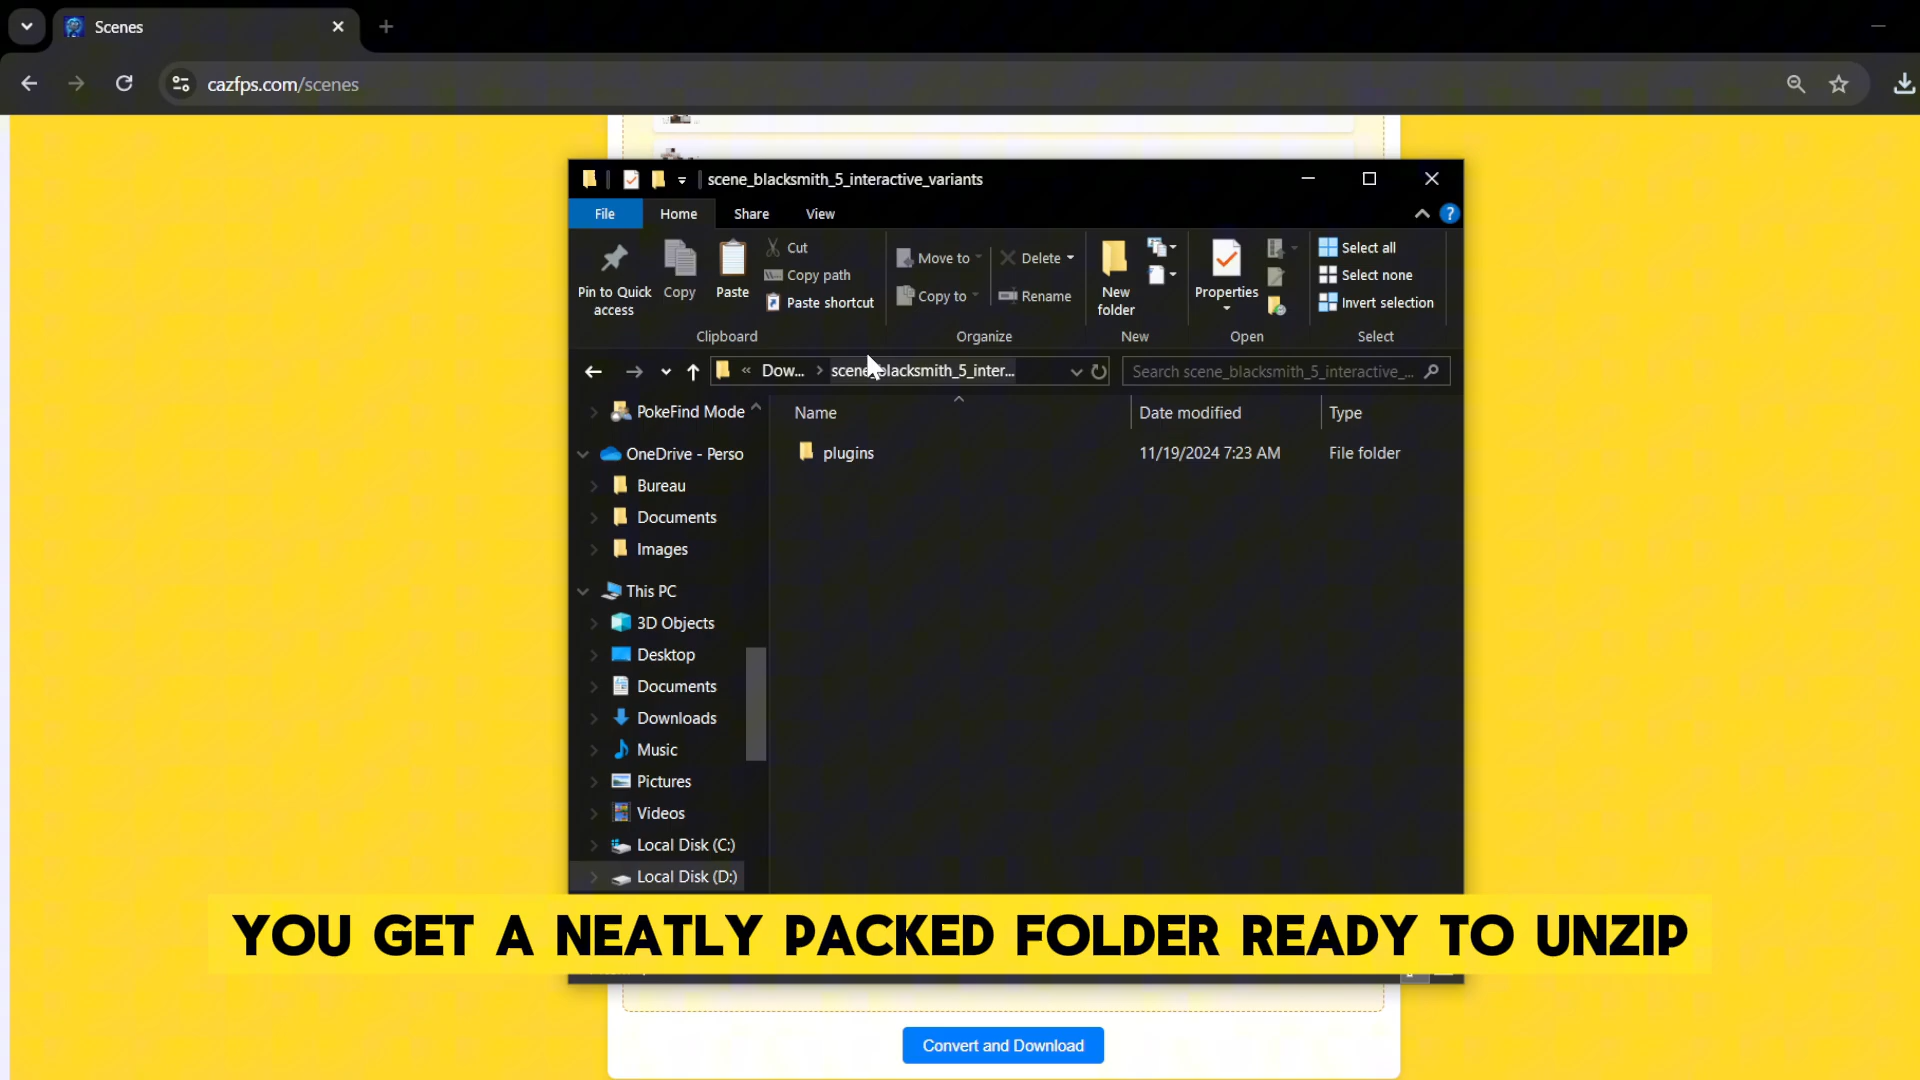 Scenes
cazfps.com/scenes
scene_blacksmith_5_interactive_variants
File Home Share View
Pin to Quick access
Copy
Paste
Cut
Copy path
Paste shortcut
Clipboard
Move to
Copy to
Delete
Rename
Organize
New folder
New
Properties
Open
Select all
Select none
Invert selection
Select
« Dow... scene_blacksmith_5_inter...
Search scene_blacksmith_5_interactive_...
Name Date modified Type
plugins 11/19/2024 7:23 AM File folder
PokeFind Mode
OneDrive - Perso
Bureau
Documents
Images
This PC
3D Objects
Desktop
Documents
Downloads
Music
Pictures
Videos
Local Disk (C:)
Local Disk (D:)
YOU GET A NEATLY PACKED FOLDER READY TO UNZIP
Convert and Download